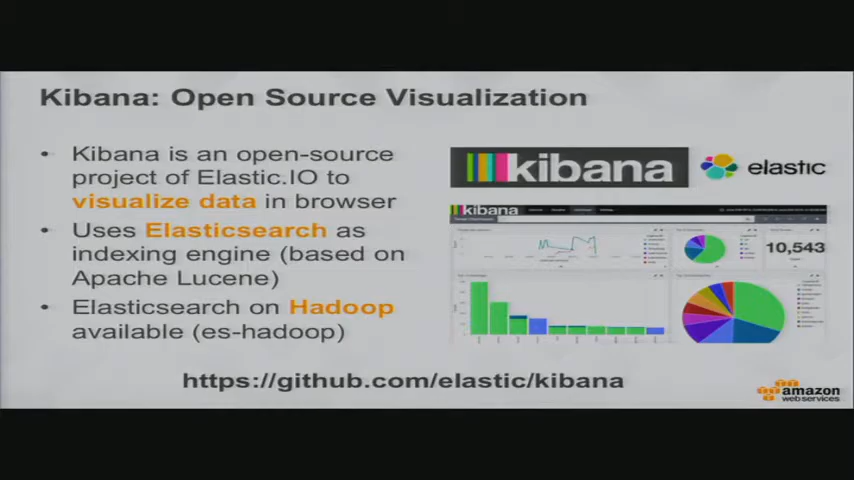 Kibana: Open Source Visualization
• Kibana is an open-source
project of Elastic.IO to
visualize data in browser
• Uses Elasticsearch as
indexing engine (based on
Apache Lucene)
• Elasticsearch on Hadoop
available (es-hadoop)
kibana
elastic
kibana
10,543
https://github.com/elastic/kibana
amazon
webservices